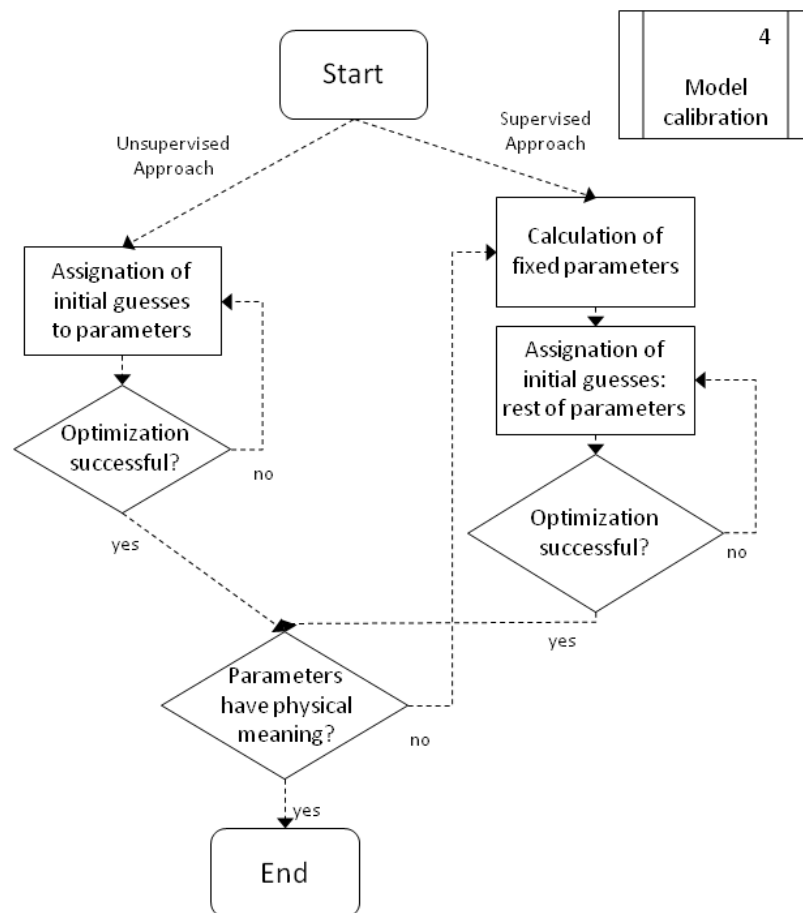 Start
4
Model
calibration
Unsupervised
Approach
Supervised
Approach
Assignation of
initial guesses
to parameters
Calculation of
fixed parameters
Assignation of
initial guesses:
rest of parameters
Optimization
successful?
no
yes
Optimization
successful?
no
yes
Parameters
have physical
meaning?
no
yes
End